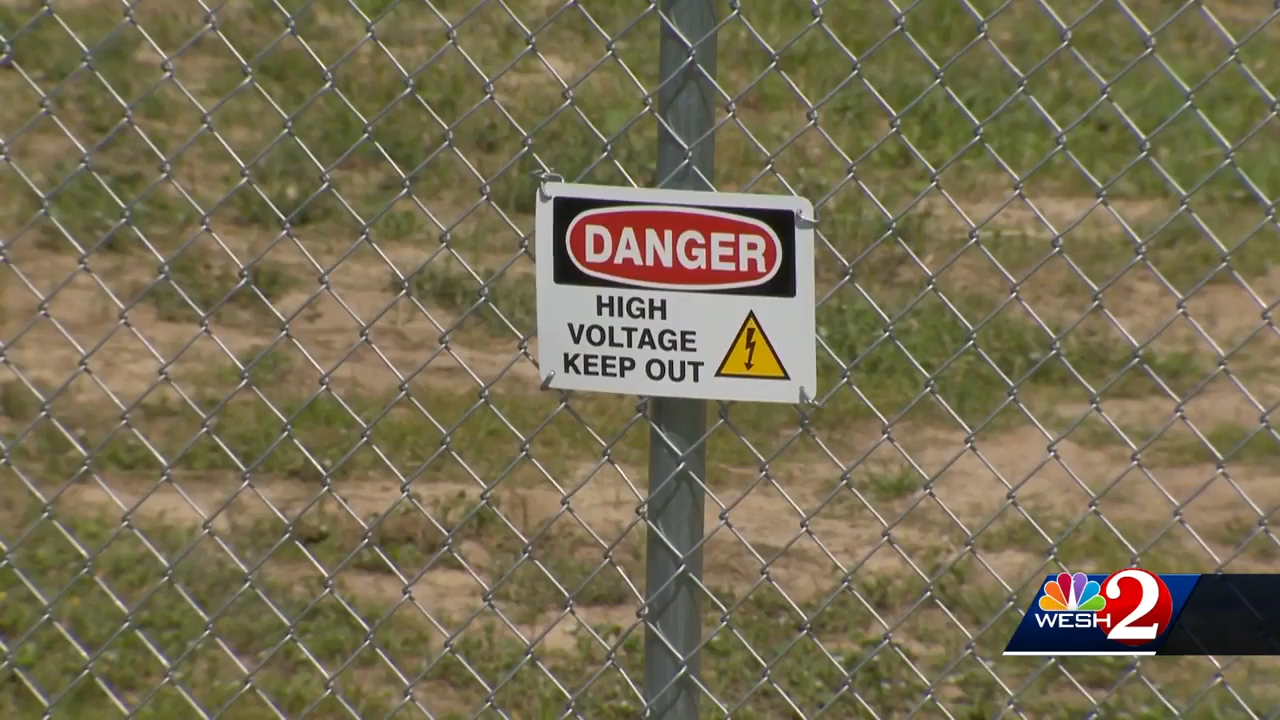 DANGER
HIGH
VOLTAGE
KEEP OUT
WESH 2